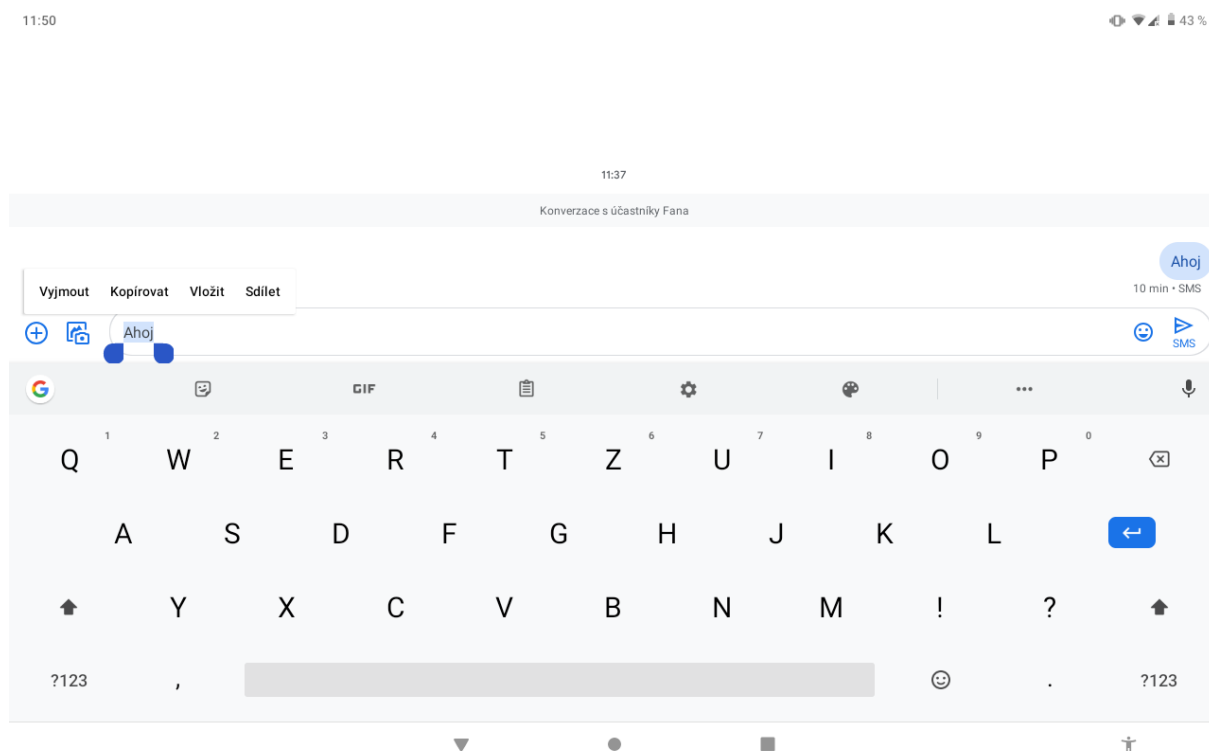 11:50
43 %
11:37
Konverzace s účastníky Fana
Ahoj
10 min • SMS
Vyjmout Kopírovat Vložit Sdílet
Ahoj
SMS
G GIF
1 2 3 4 5 6 7 8 9 0
Q W E R T Z U I O P
A S D F G H J K L
Y X C V B N M ! ?
?123 , . ?123